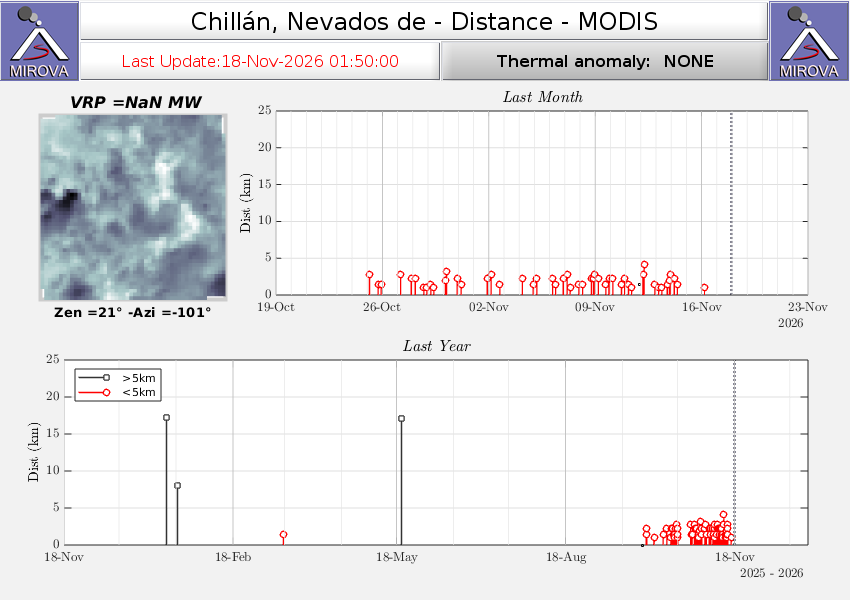 MIROVA
Chillán, Nevados de - Distance - MODIS
MIROVA
Last Update:18-Nov-2026 01:50:00
Thermal anomaly: NONE
VRP =NaN MW
Zen =21° -Azi =-101°
Last Month
Dist (km)
25
20
15
10
5
0
19-Oct 26-Oct 02-Nov 09-Nov 16-Nov 23-Nov
2026
Last Year
Dist (km)
25
20
15
10
5
0
>5km
<5km
18-Nov 18-Feb 18-May 18-Aug 18-Nov
2025 - 2026